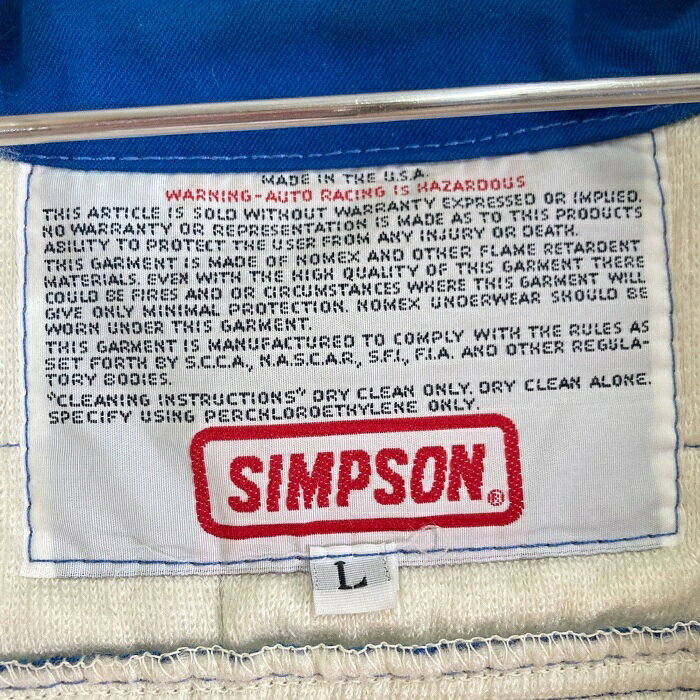 MADE IN THE U.S.A.
WARNING-AUTO RACING IS HAZARDOUS
THIS ARTICLE IS SOLD WITHOUT WARRANTY EXPRESSED OR IMPLIED.
NO WARRANTY OR REPRESENTATION IS MADE AS TO THIS PRODUCTS
ABILITY TO PROTECT THE USER FROM ANY INJURY OR DEATH.
THIS GARMENT IS MADE OF NOMEX AND OTHER FLAME RETARDENT
MATERIALS. EVEN WITH THE HIGH QUALITY OF THIS GARMENT THERE
COULD BE FIRES AND OR CIRCUMSTANCES WHERE THIS GARMENT WILL
GIVE ONLY MINIMAL PROTECTION. NOMEX UNDERWEAR SHOULD BE
WORN UNDER THIS GARMENT.
THIS GARMENT IS MANUFACTURED TO COMPLY WITH THE RULES AS
SET FORTH BY S.C.C.A., N.A.S.C.A.R., S.F.I., F.I.A. AND OTHER REGULA-
TORY BODIES.
"CLEANING INSTRUCTIONS" DRY CLEAN ONLY. DRY CLEAN ALONE.
SPECIFY USING PERCHLOROETHYLENE ONLY.
SIMPSON®
L